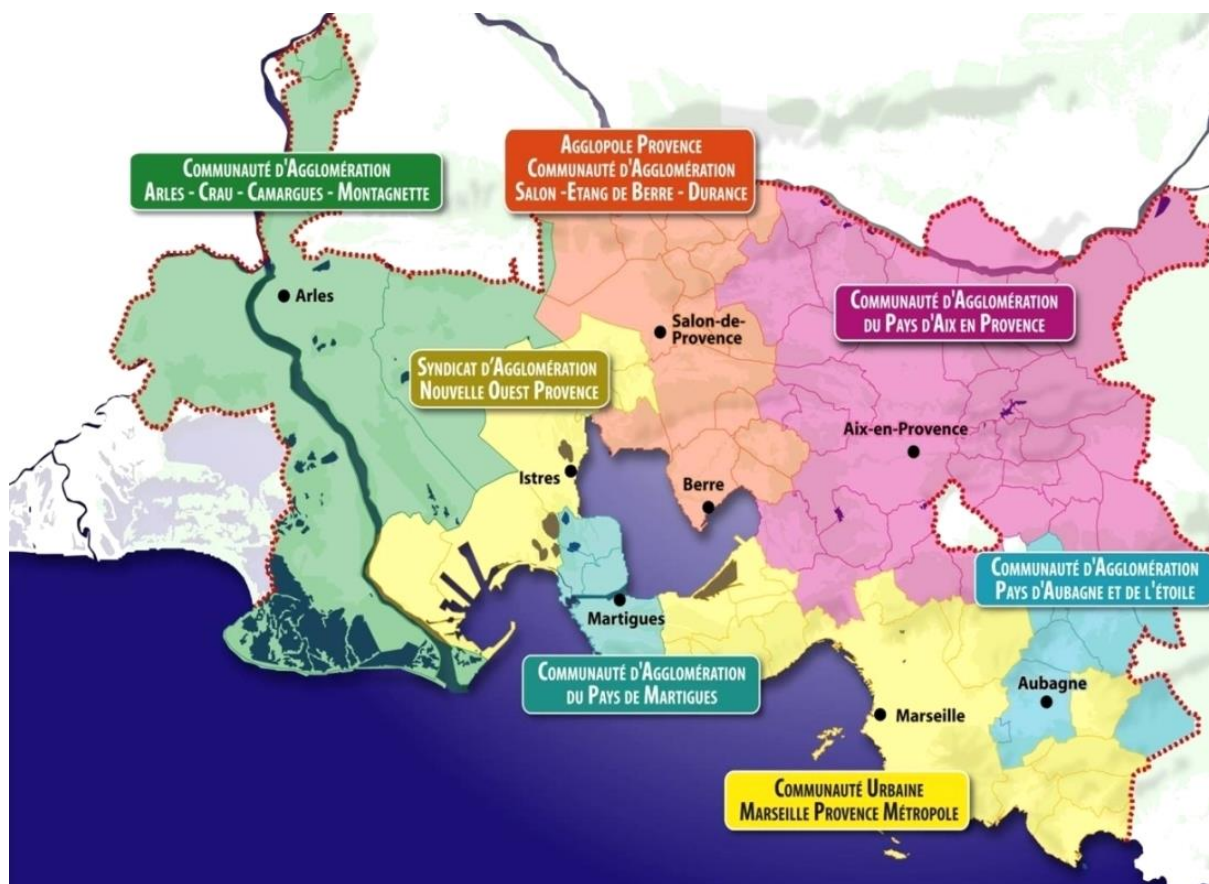 Communauté d'Agglomération
Arles - Crau - Camargues - Montagnette
Agglopole Provence
Communauté d'Agglomération
Salon -Etang de Berre - Durance
Arles
Salon-de-
Provence
Communauté d'Agglomération
du Pays d'Aix en Provence
Syndicat d'Agglomération
Nouvelle Ouest Provence
Aix-en-Provence
Istres
Berre
Communauté d'Agglomération
Pays d'Aubagne et de l'étoile
Martigues
Communauté d'Agglomération
du Pays de Martigues
Aubagne
Marseille
Communauté Urbaine
Marseille Provence Métropole